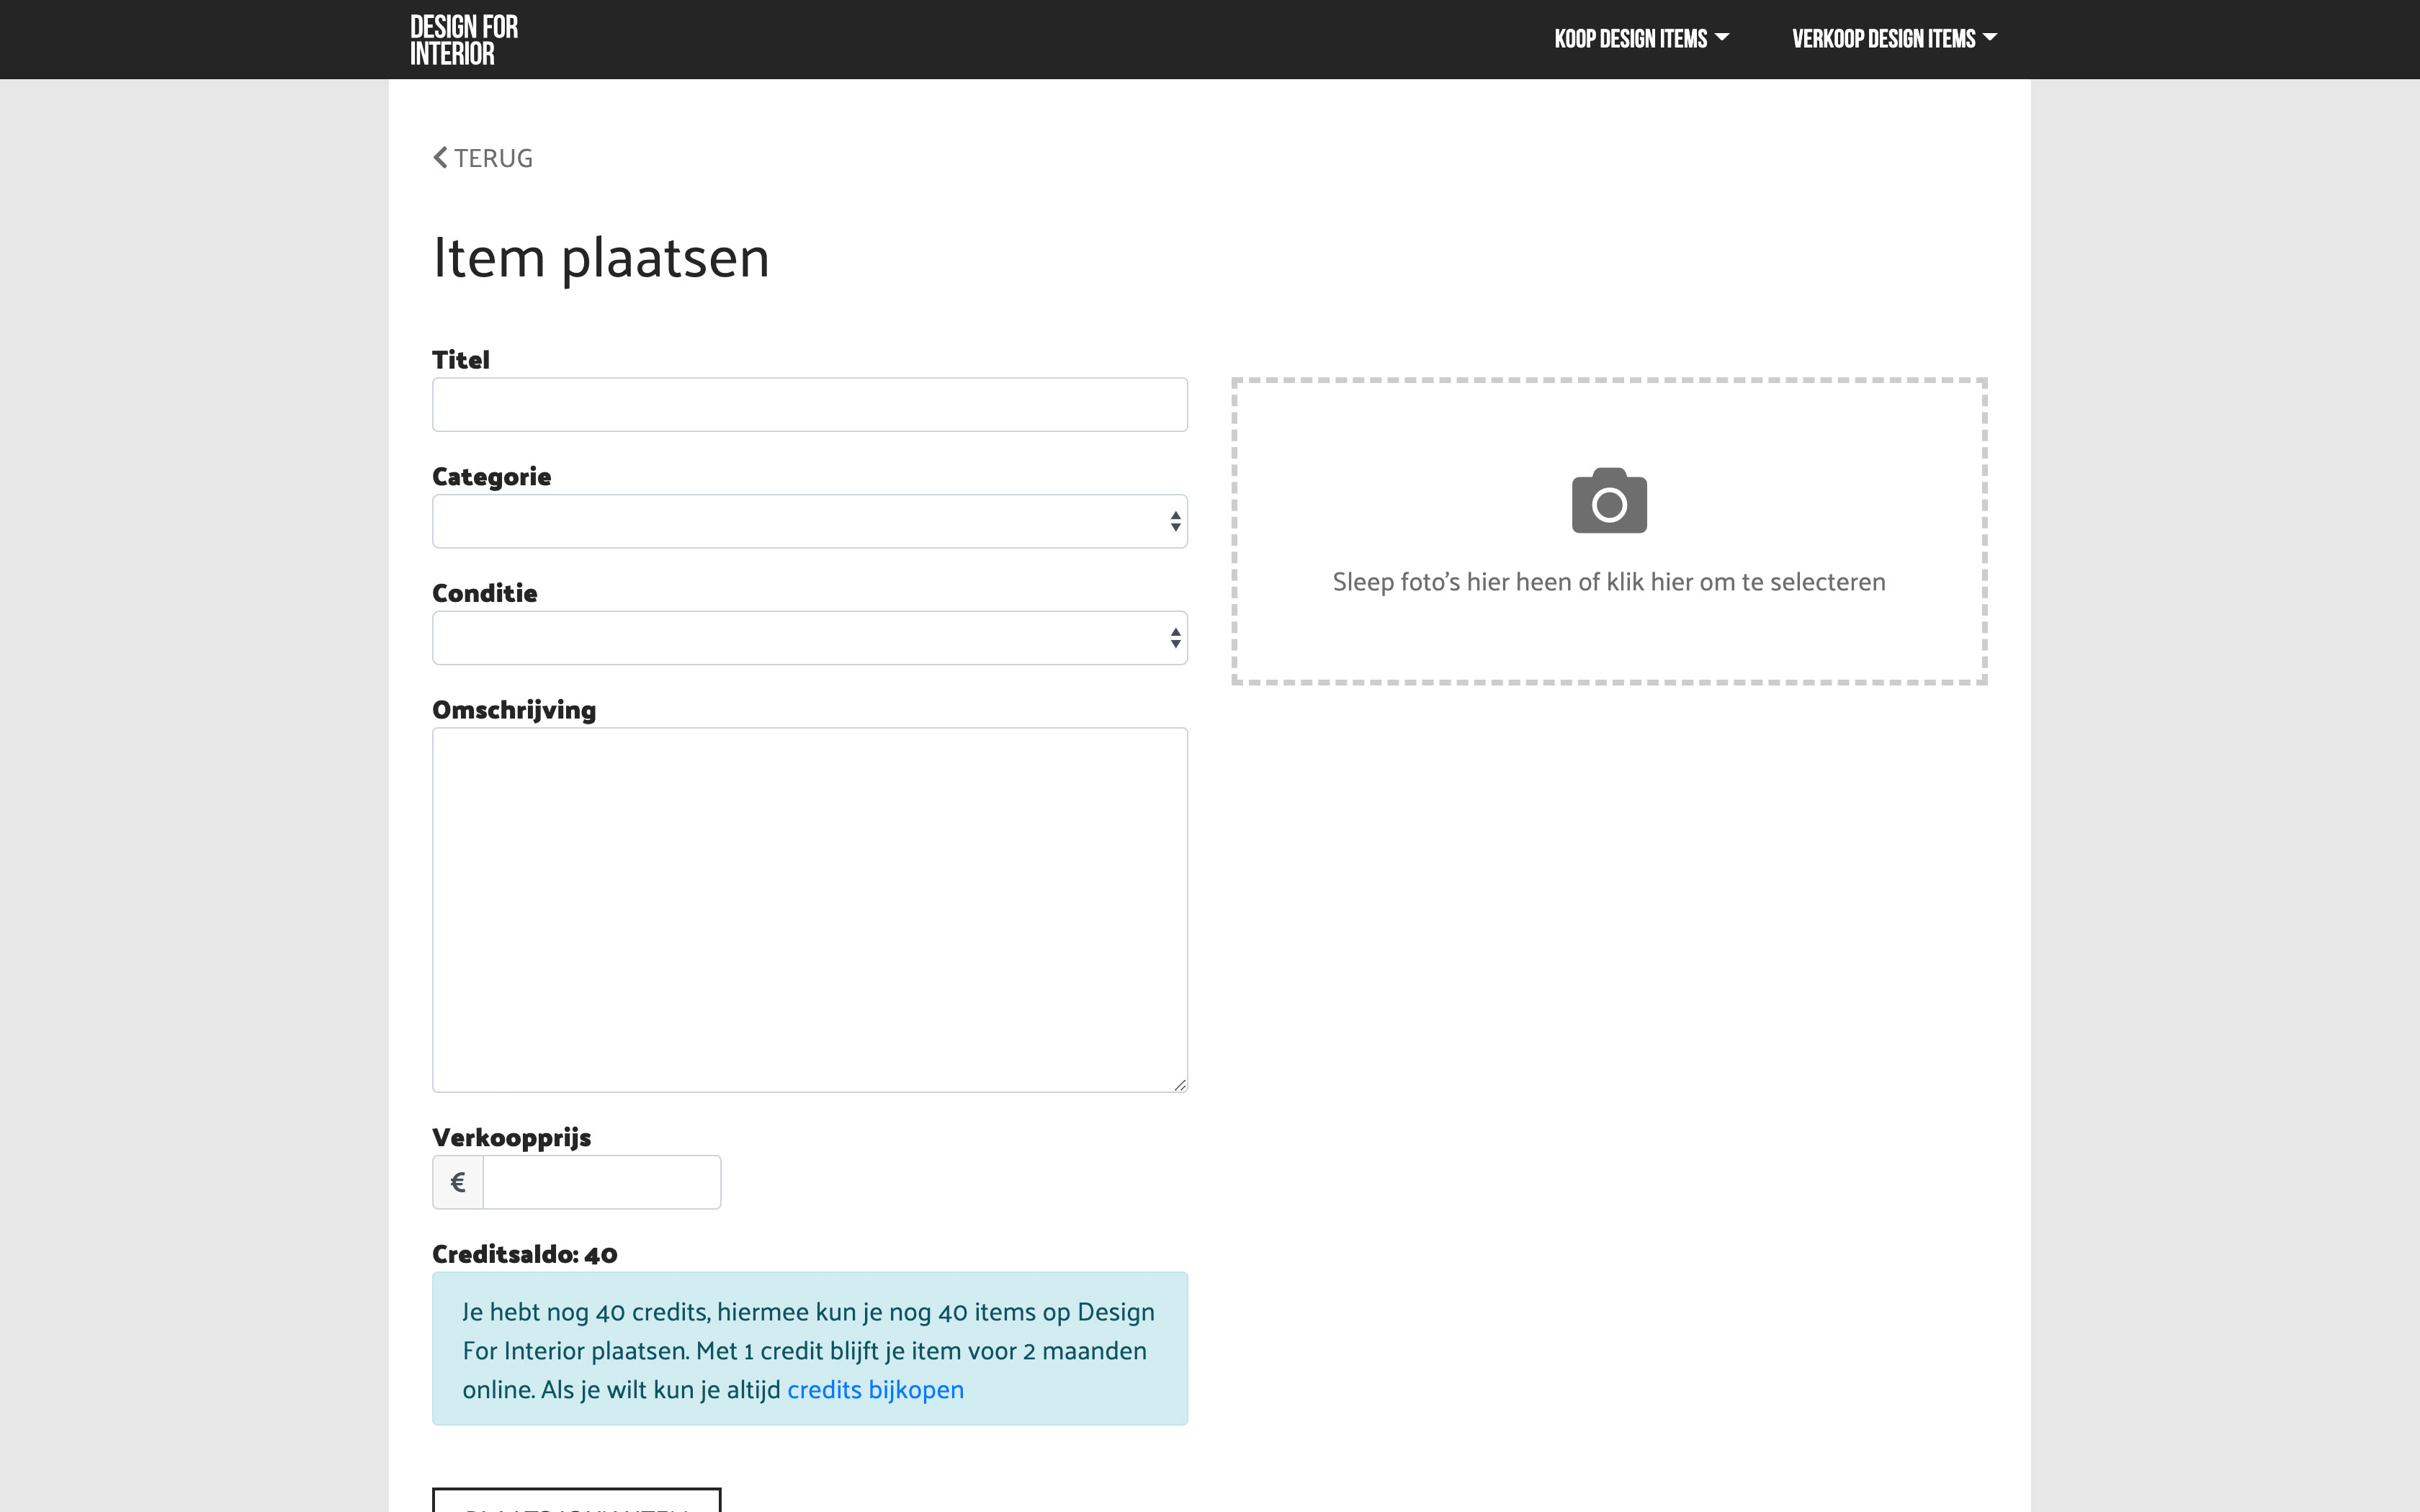 DESIGN FOR
INTERIOR
KOOP DESIGN ITEMS
VERKOOP DESIGN ITEMS
TERUG
Item plaatsen
Titel
Categorie
Conditie
Omschrijving
Verkoopprijs
€
Creditsaldo: 40
Je hebt nog 40 credits, hiermee kun je nog 40 items op Design
For Interior plaatsen. Met 1 credit blijft je item voor 2 maanden
online. Als je wilt kun je altijd credits bijkopen
Sleep foto's hier heen of klik hier om te selecteren